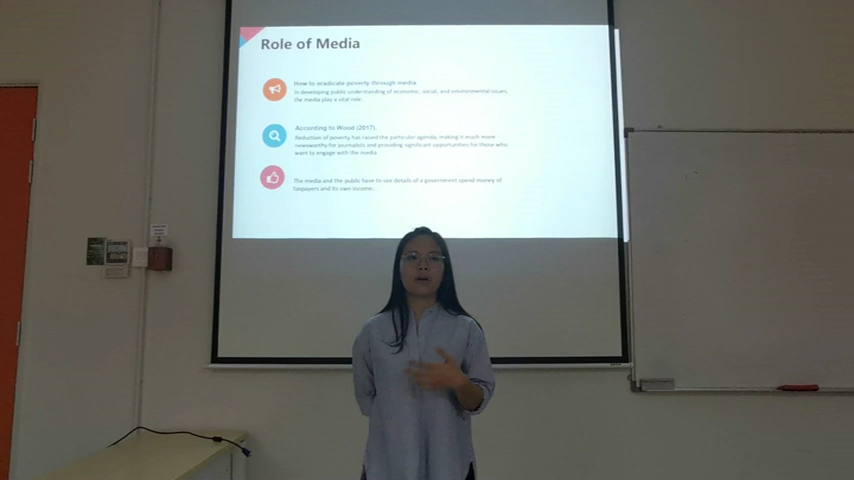 Role of Media
How to eradicate poverty through media
In developing public understanding of economic, social, and environmental issues,
the media play a vital role.
According to Wood (2017),
Reduction of poverty has raised the particular agenda, making it much more
newsworthy for journalists and providing significant opportunities for those who
want to engage with the media
The media and the public have to see details of a government spend money of
taxpayers and its own income.